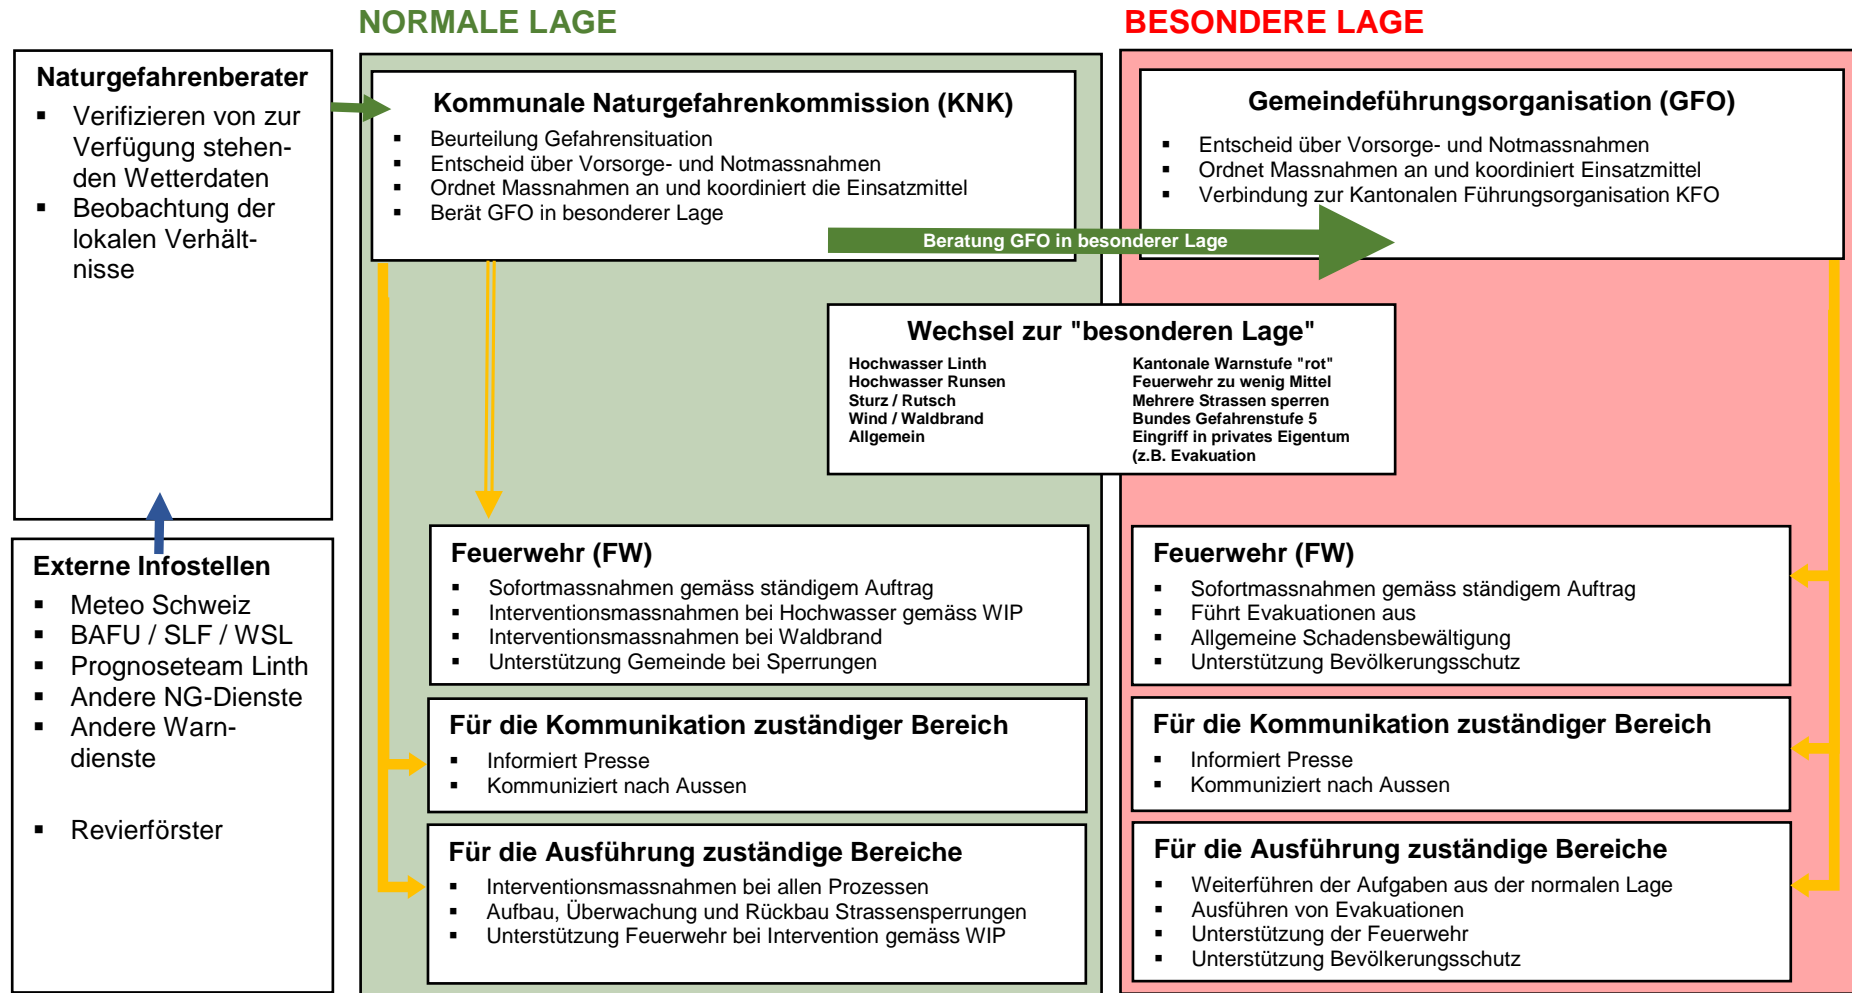 NORMALE LAGE
BESONDERE LAGE
Naturgefahrenberater
▪ Verifizieren von zur
Verfügung stehen-
den Wetterdaten
▪ Beobachtung der
lokalen Verhält-
nisse
Externe Infostellen
▪ Meteo Schweiz
▪ BAFU / SLF / WSL
▪ Prognoseteam Linth
▪ Andere NG-Dienste
▪ Andere Warn-
dienste
▪ Revierförster
Kommunale Naturgefahrenkommission (KNK)
▪ Beurteilung Gefahrensituation
▪ Entscheid über Vorsorge- und Notmassnahmen
▪ Ordnet Massnahmen an und koordiniert die Einsatzmittel
▪ Berät GFO in besonderer Lage
Beratung GFO in besonderer Lage
Gemeindeführungsorganisation (GFO)
▪ Entscheid über Vorsorge- und Notmassnahmen
▪ Ordnet Massnahmen an und koordiniert Einsatzmittel
▪ Verbindung zur Kantonalen Führungsorganisation KFO
Wechsel zur "besonderen Lage"
Hochwasser Linth Kantonale Warnstufe "rot"
Hochwasser Runsen Feuerwehr zu wenig Mittel
Sturz / Rutsch Mehrere Strassen sperren
Wind / Waldbrand Bundes Gefahrenstufe 5
Allgemein Eingriff in privates Eigentum
(z.B. Evakuation
Feuerwehr (FW)
▪ Sofortmassnahmen gemäss ständigem Auftrag
▪ Interventionsmassnahmen bei Hochwasser gemäss WIP
▪ Interventionsmassnahmen bei Waldbrand
▪ Unterstützung Gemeinde bei Sperrungen
Für die Kommunikation zuständiger Bereich
▪ Informiert Presse
▪ Kommuniziert nach Aussen
Für die Ausführung zuständige Bereiche
▪ Interventionsmassnahmen bei allen Prozessen
▪ Aufbau, Überwachung und Rückbau Strassensperrungen
▪ Unterstützung Feuerwehr bei Intervention gemäss WIP
Feuerwehr (FW)
▪ Sofortmassnahmen gemäss ständigem Auftrag
▪ Führt Evakuationen aus
▪ Allgemeine Schadensbewältigung
▪ Unterstützung Bevölkerungsschutz
Für die Kommunikation zuständiger Bereich
▪ Informiert Presse
▪ Kommuniziert nach Aussen
Für die Ausführung zuständige Bereiche
▪ Weiterführen der Aufgaben aus der normalen Lage
▪ Ausführen von Evakuationen
▪ Unterstützung der Feuerwehr
▪ Unterstützung Bevölkerungsschutz